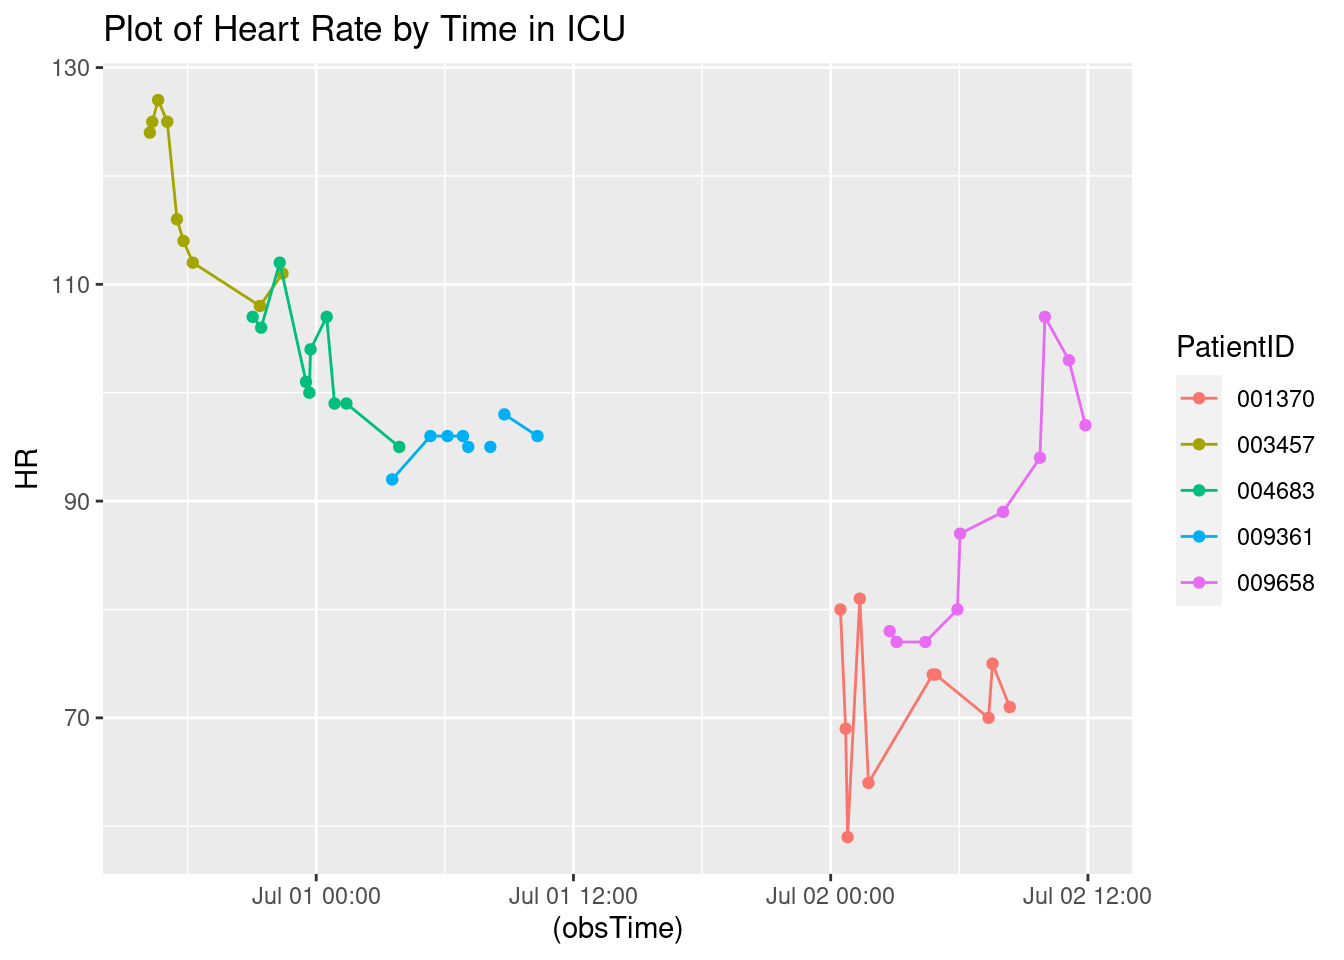 Plot of Heart Rate by Time in ICU
130
110
90
70
HR
Jul 01 00:00
Jul 01 12:00
Jul 02 00:00
Jul 02 12:00
(obsTime)
PatientID
001370
003457
004683
009361
009658